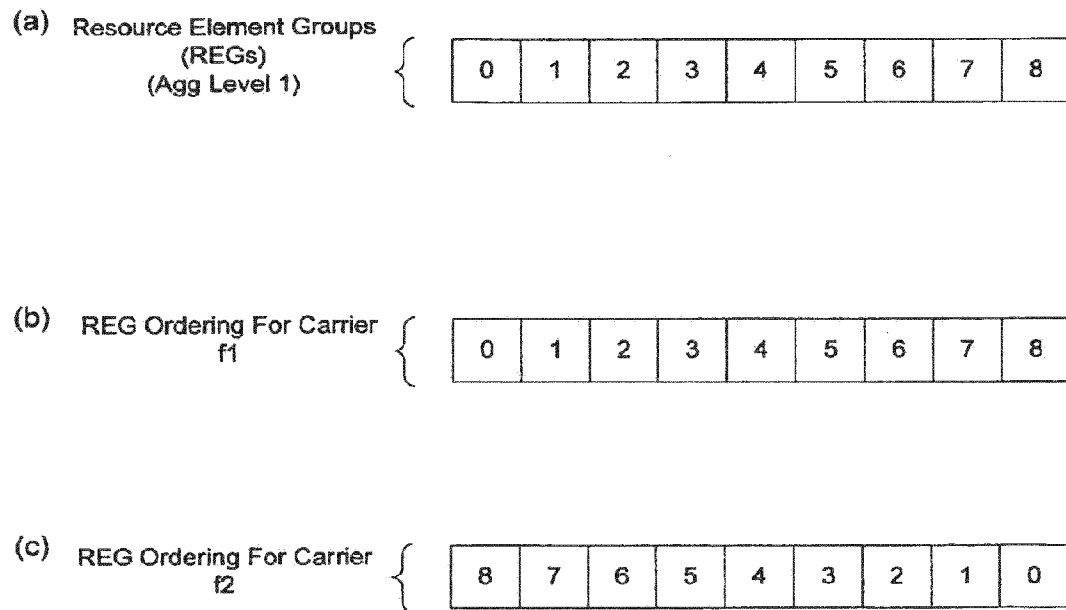 (a) Resource Element Groups
(REGs)
(Agg Level 1)
0 1 2 3 4 5 6 7 8
(b) REG Ordering For Carrier
f1
0 1 2 3 4 5 6 7 8
(c) REG Ordering For Carrier
f2
8 7 6 5 4 3 2 1 0